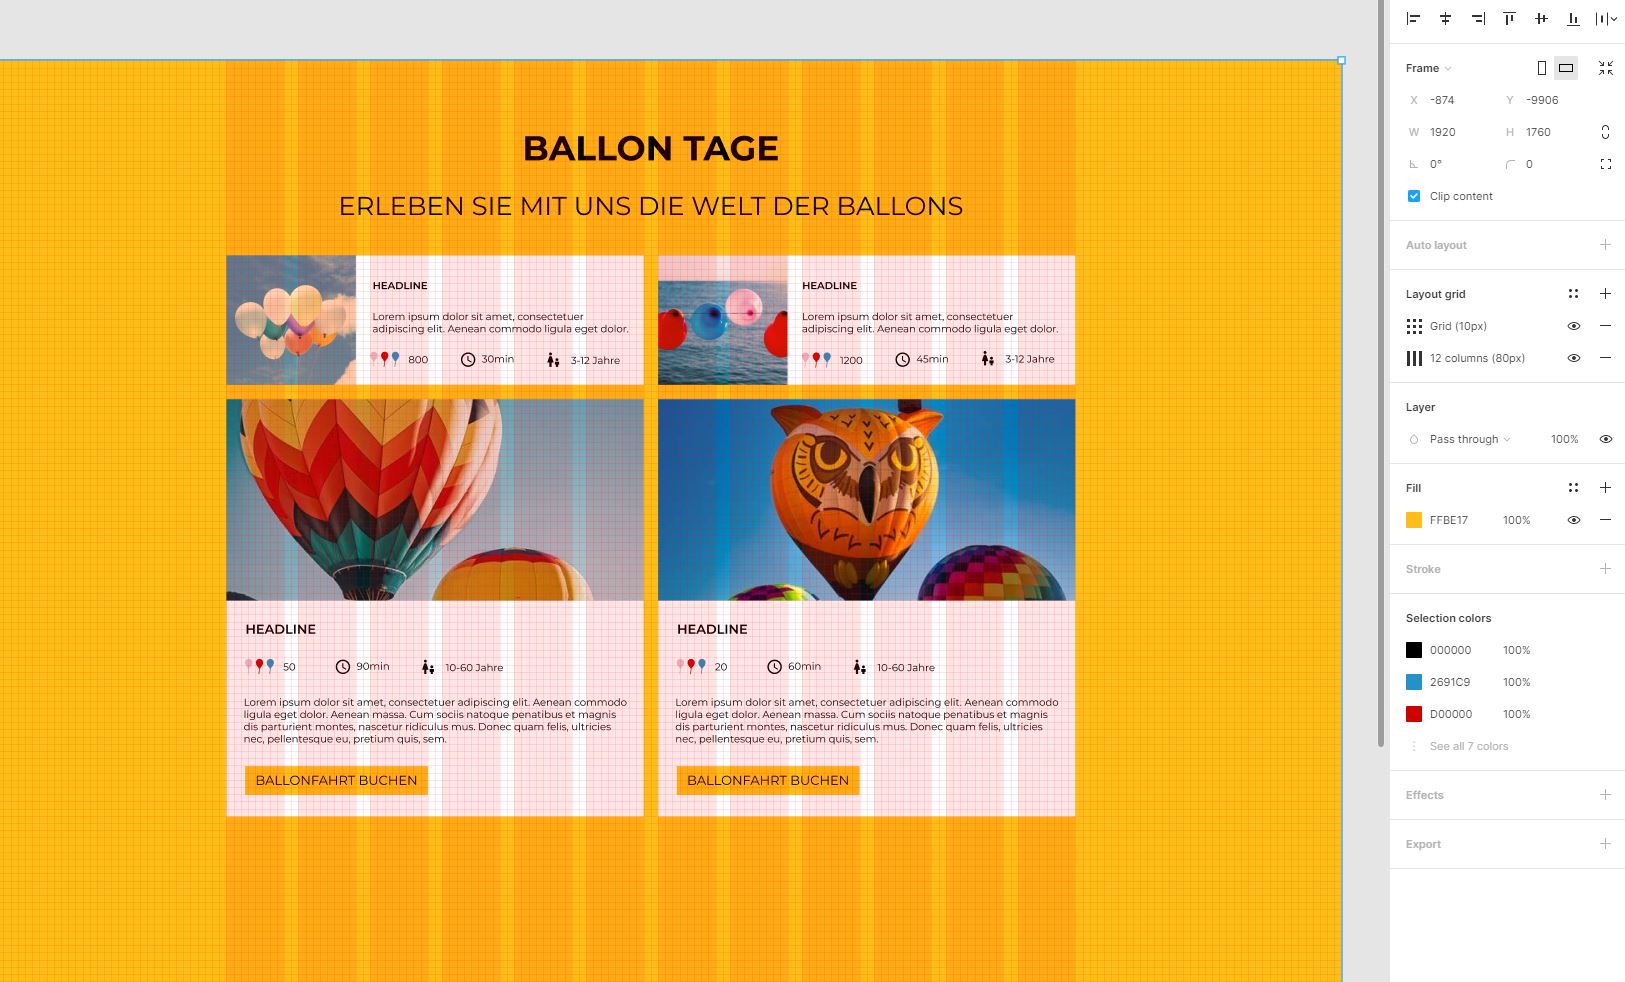 BALLON TAGE
ERLEBEN SIE MIT UNS DIE WELT DER BALLONS
HEADLINE
Lorem ipsum dolor sit amet, consectetuer
adipiscing elit. Aenean commodo ligula eget dolor.
800 30min 3-12 Jahre
HEADLINE
Lorem ipsum dolor sit amet, consectetuer
adipiscing elit. Aenean commodo ligula eget dolor.
1200 45min 3-12 Jahre
HEADLINE
50 90min 10-60 Jahre
Lorem ipsum dolor sit amet, consectetuer adipiscing elit. Aenean commodo
ligula eget dolor. Aenean massa. Cum sociis natoque penatibus et magnis
dis parturient montes, nascetur ridiculus mus. Donec quam felis, ultricies
nec, pellentesque eu, pretium quis, sem.
BALLONFAHRT BUCHEN
HEADLINE
20 60min 10-60 Jahre
Lorem ipsum dolor sit amet, consectetuer adipiscing elit. Aenean commodo
ligula eget dolor. Aenean massa. Cum sociis natoque penatibus et magnis
dis parturient montes, nascetur ridiculus mus. Donec quam felis, ultricies
nec, pellentesque eu, pretium quis, sem.
BALLONFAHRT BUCHEN
Frame
X -874 Y -9906
W 1920 H 1760
0° 0
Clip content
Auto layout
Layout grid
Grid (10px)
12 columns (80px)
Layer
Pass through 100%
Fill
FFBE17 100%
Stroke
Selection colors
000000 100%
2691C9 100%
D00000 100%
See all 7 colors
Effects
Export